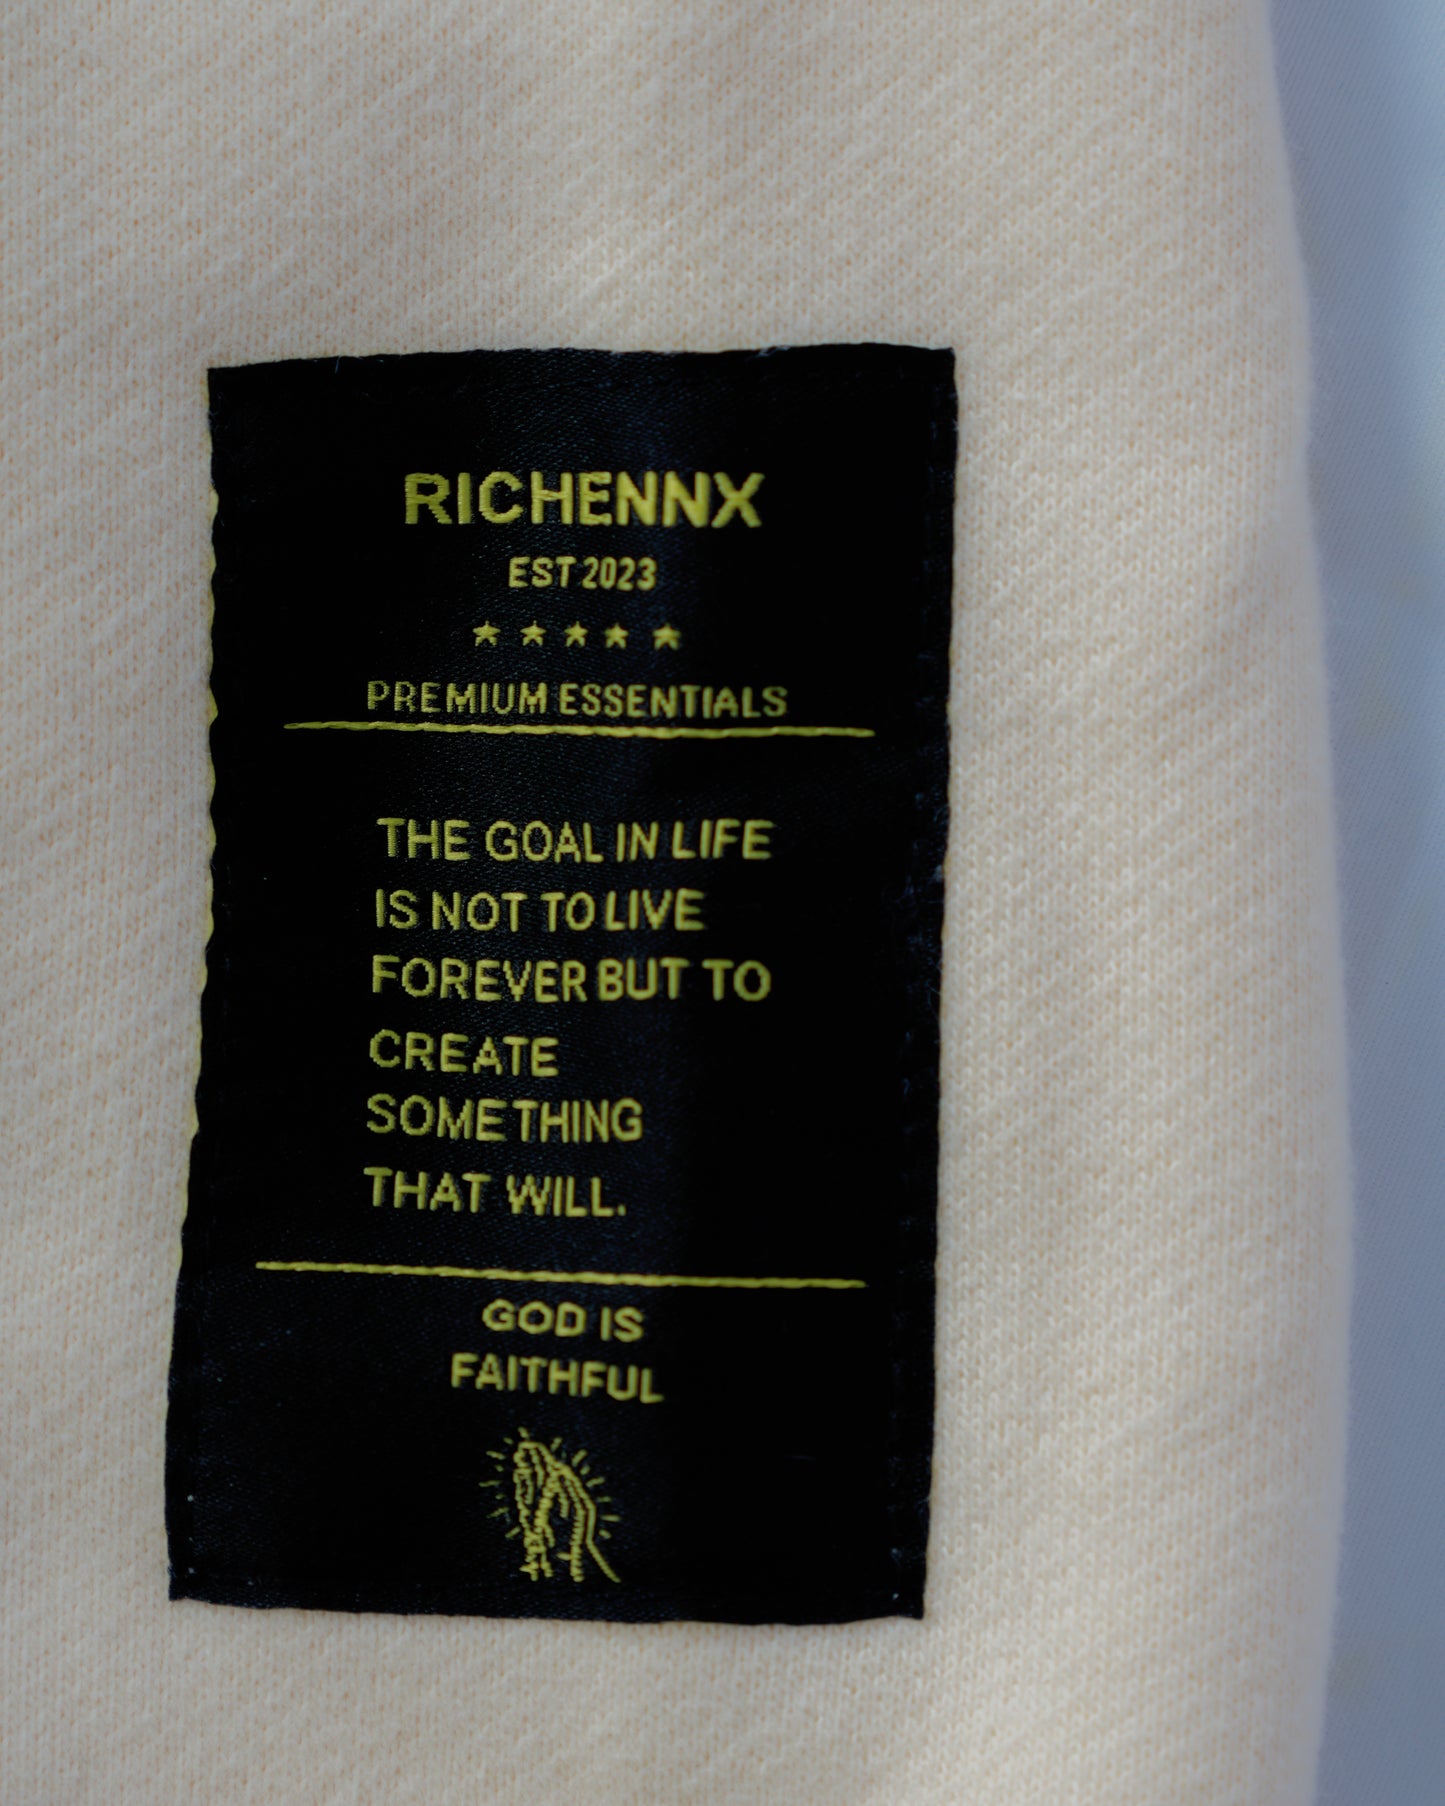 RICHENNX
EST 2023
★ ★ ★ ★ ★
PREMIUM ESSENTIALS
THE GOAL IN LIFE
IS NOT TO LIVE
FOREVER BUT TO
CREATE
SOMETHING
THAT WILL.
GOD IS
FAITHFUL